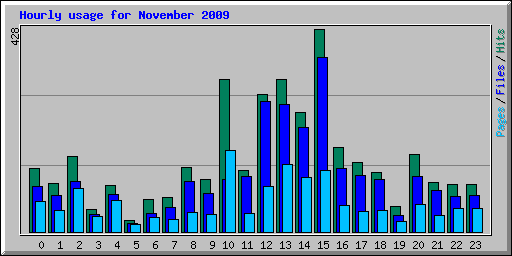 Hourly usage for November 2009
428
Pages / Files / Hits
0 1 2 3 4 5 6 7 8 9 10 11 12 13 14 15 16 17 18 19 20 21 22 23